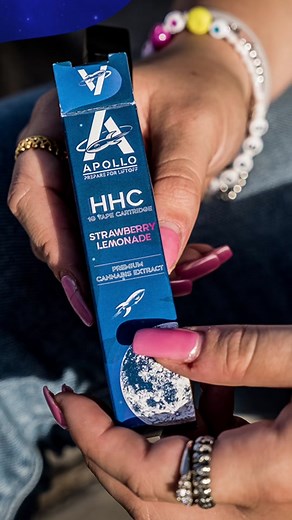 APOLLO
PREPARE FOR LIFTOFF
HHC
1G VAPE CARTRIDGE
STRAWBERRY
LEMONADE
PREMIUM
CANNABIS EXTRACT